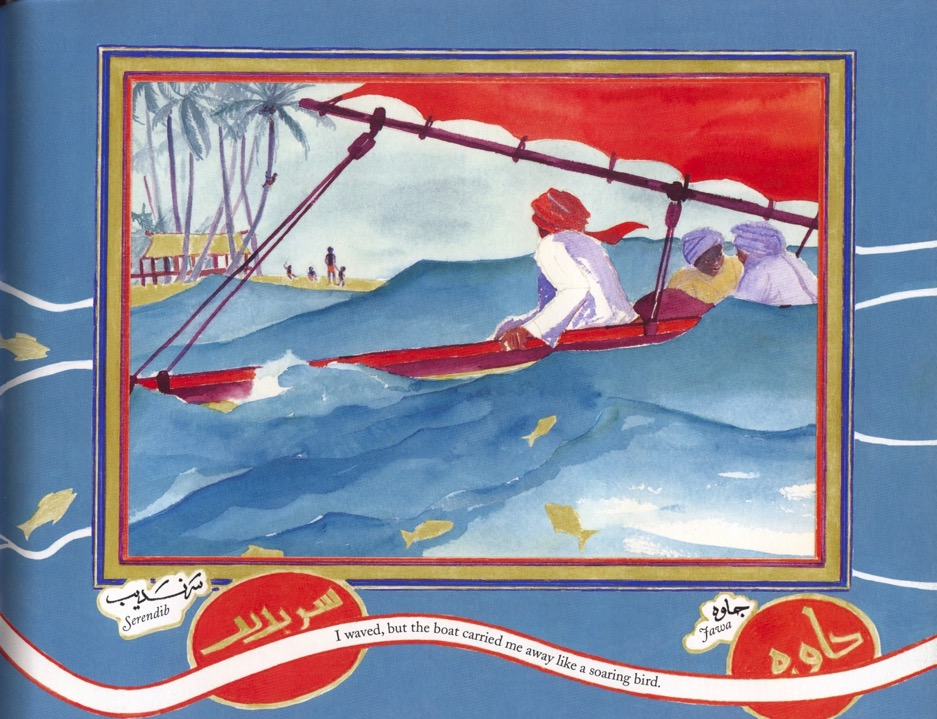 سرنديب
Serendib
I waved, but the boat carried me away like a soaring bird.
جاوه
Jawa